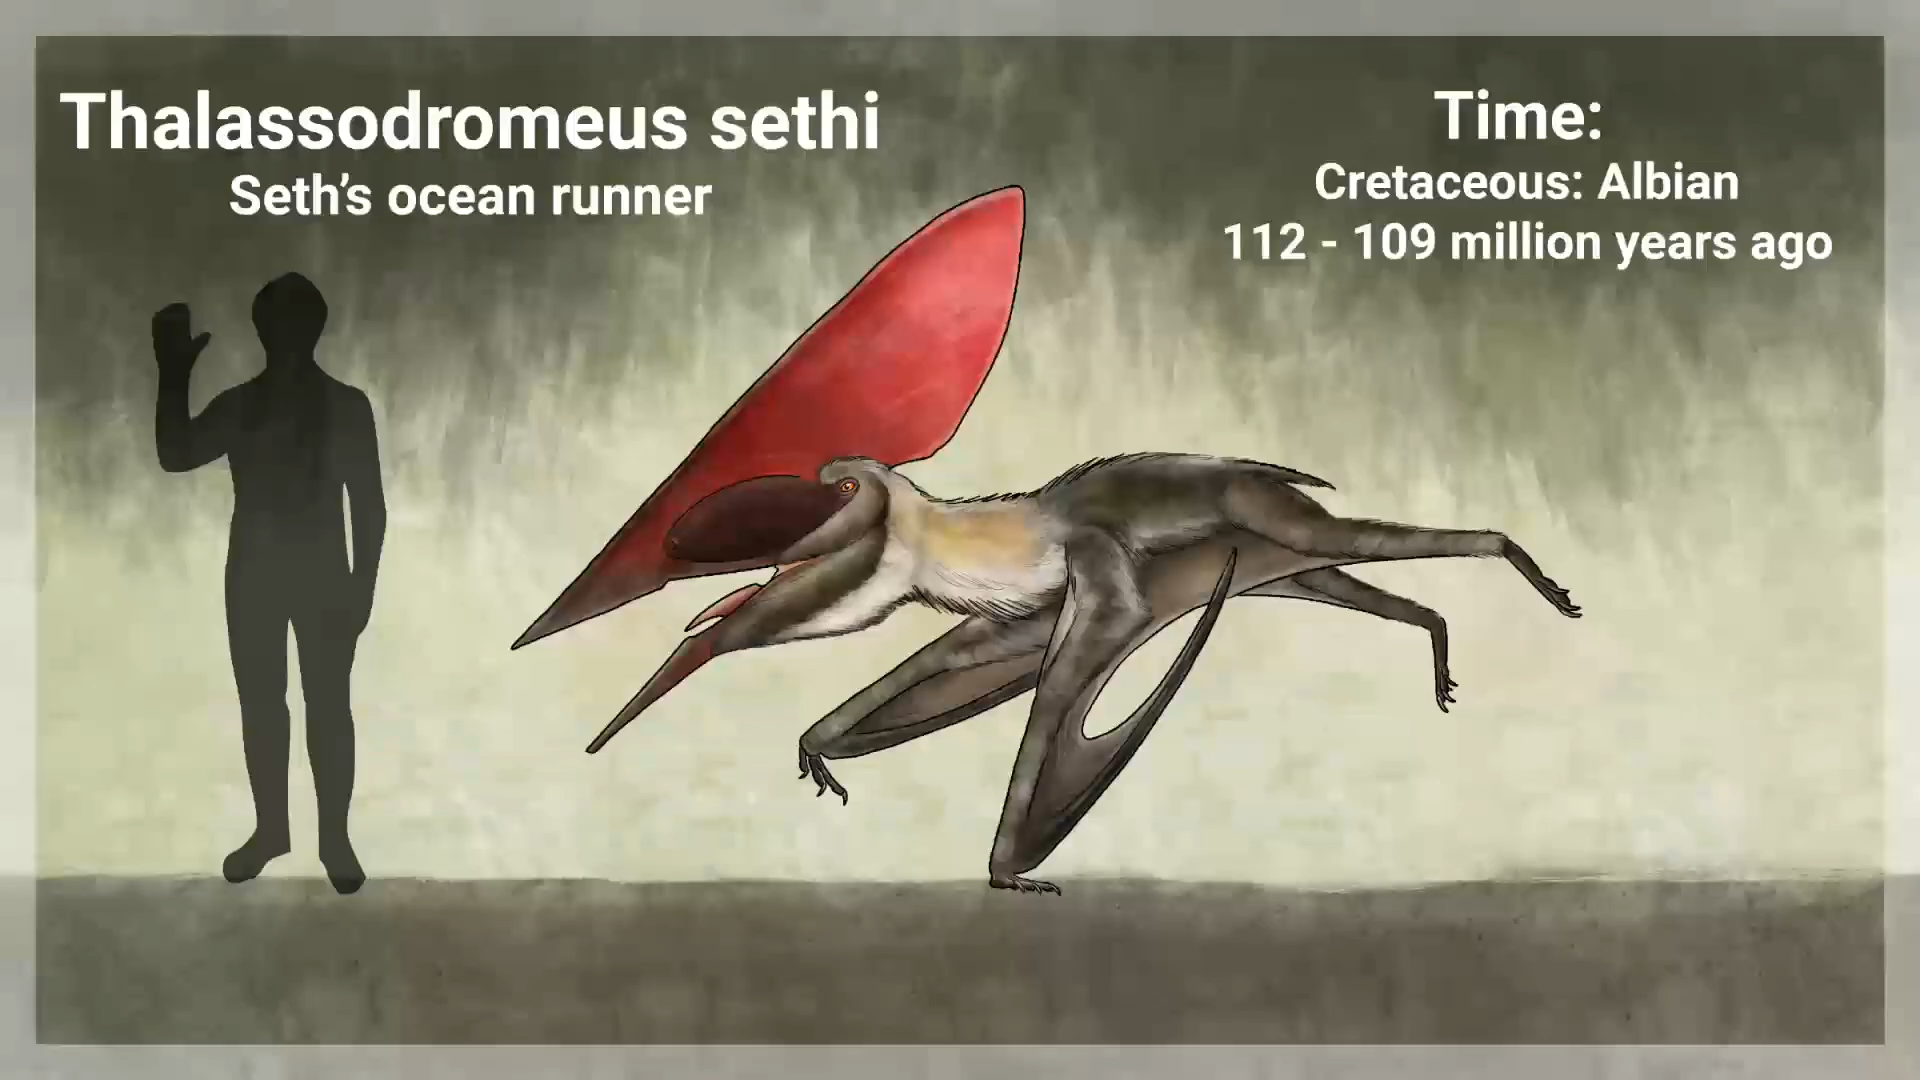 Thalassodromeus sethi
Seth’s ocean runner
Time:
Cretaceous: Albian
112 - 109 million years ago